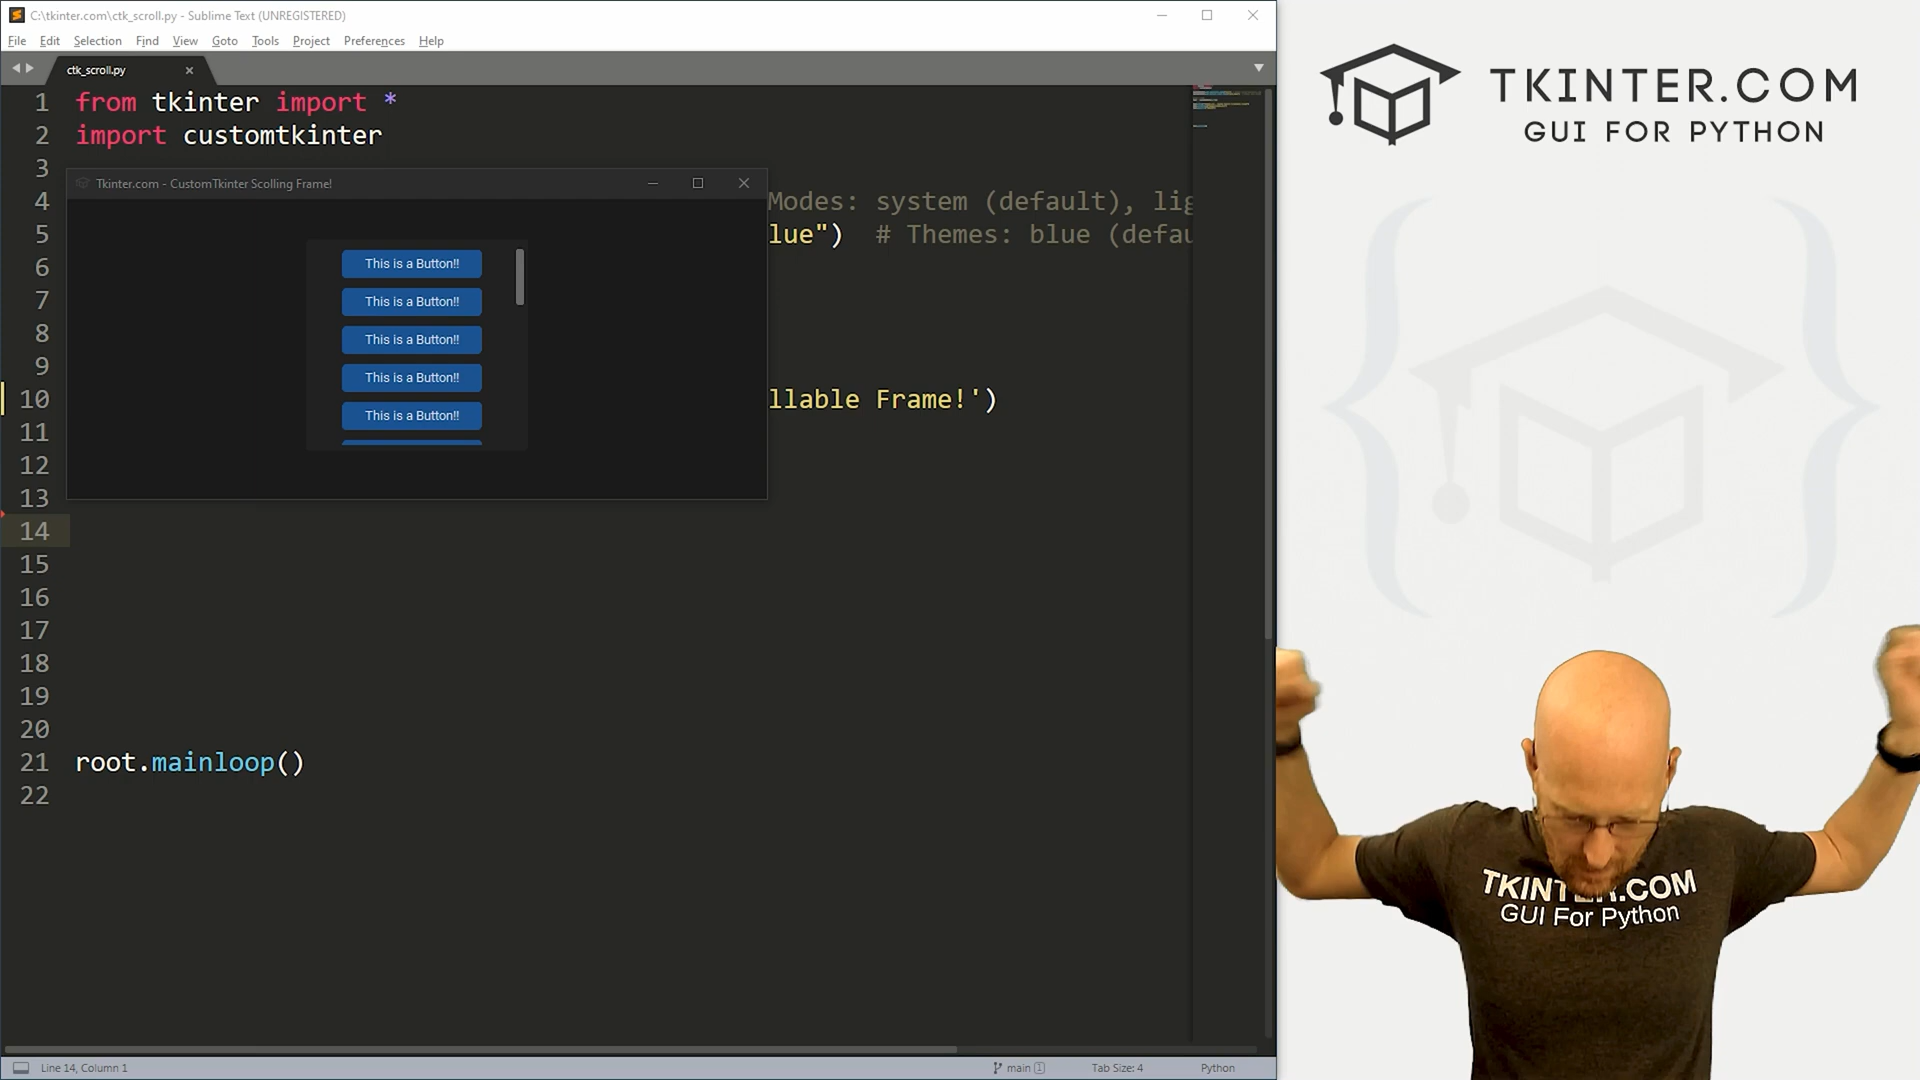 C:\tkinter.com\ctk_scroll.py - Sublime Text (UNREGISTERED)
File Edit Selection Find View Goto Tools Project Preferences Help
ctk_scroll.py
1 from tkinter import *
2 import customtkinter
3
Tkinter.com - CustomTkinter Scolling Frame!
4 Modes: system (default), lig
5 lue") # Themes: blue (defau
6
7
8
9
10 llable Frame!')
11
12
13
14
15
16
17
18
19
20
21 root.mainloop()
22
This is a Button!!
This is a Button!!
This is a Button!!
This is a Button!!
This is a Button!!
Line 14, Column 1
main 1
Tab Size: 4
Python
TKINTER.COM
GUI FOR PYTHON
TKINTER.COM
GUI For Python